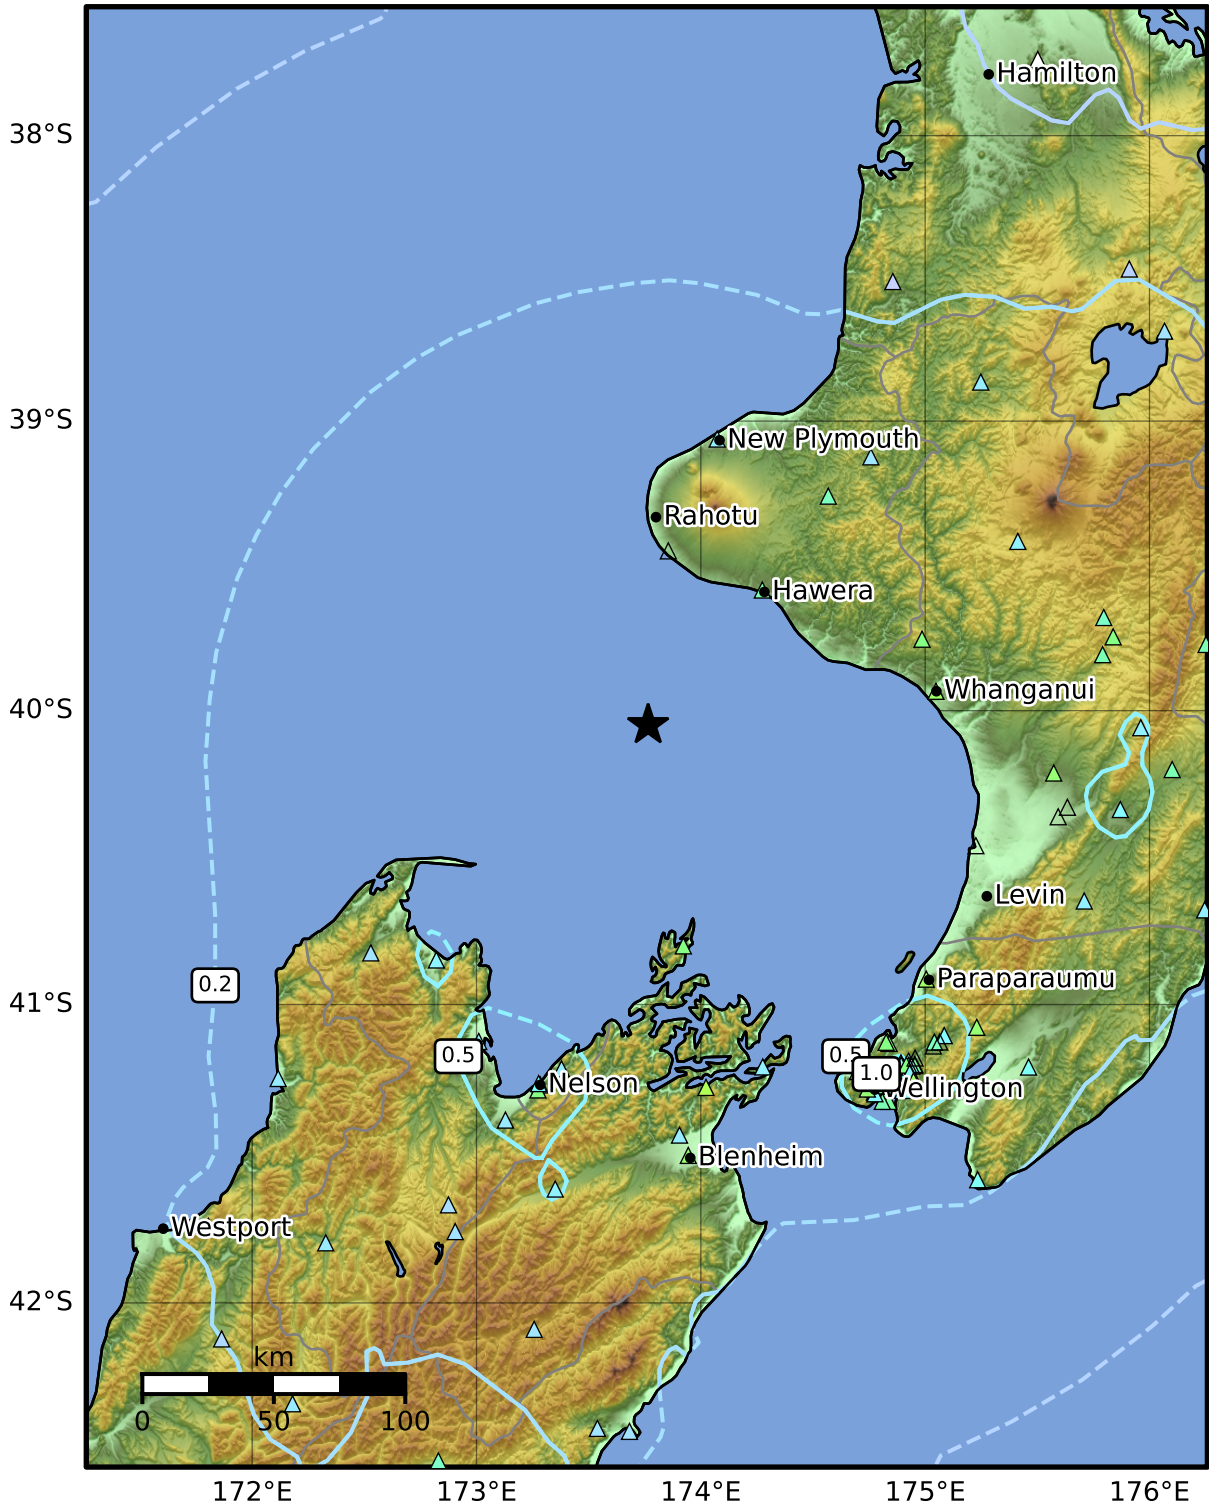 Hamilton
38°S
39°S
New Plymouth
Rahotu
Hawera
Whanganui
40°S
Levin
Paraparaumu
0.2
41°S
0.5
0.5
1.0
Nelson
Wellington
Blenheim
Westport
42°S
km
0 50 100
172°E 173°E 174°E 175°E 176°E